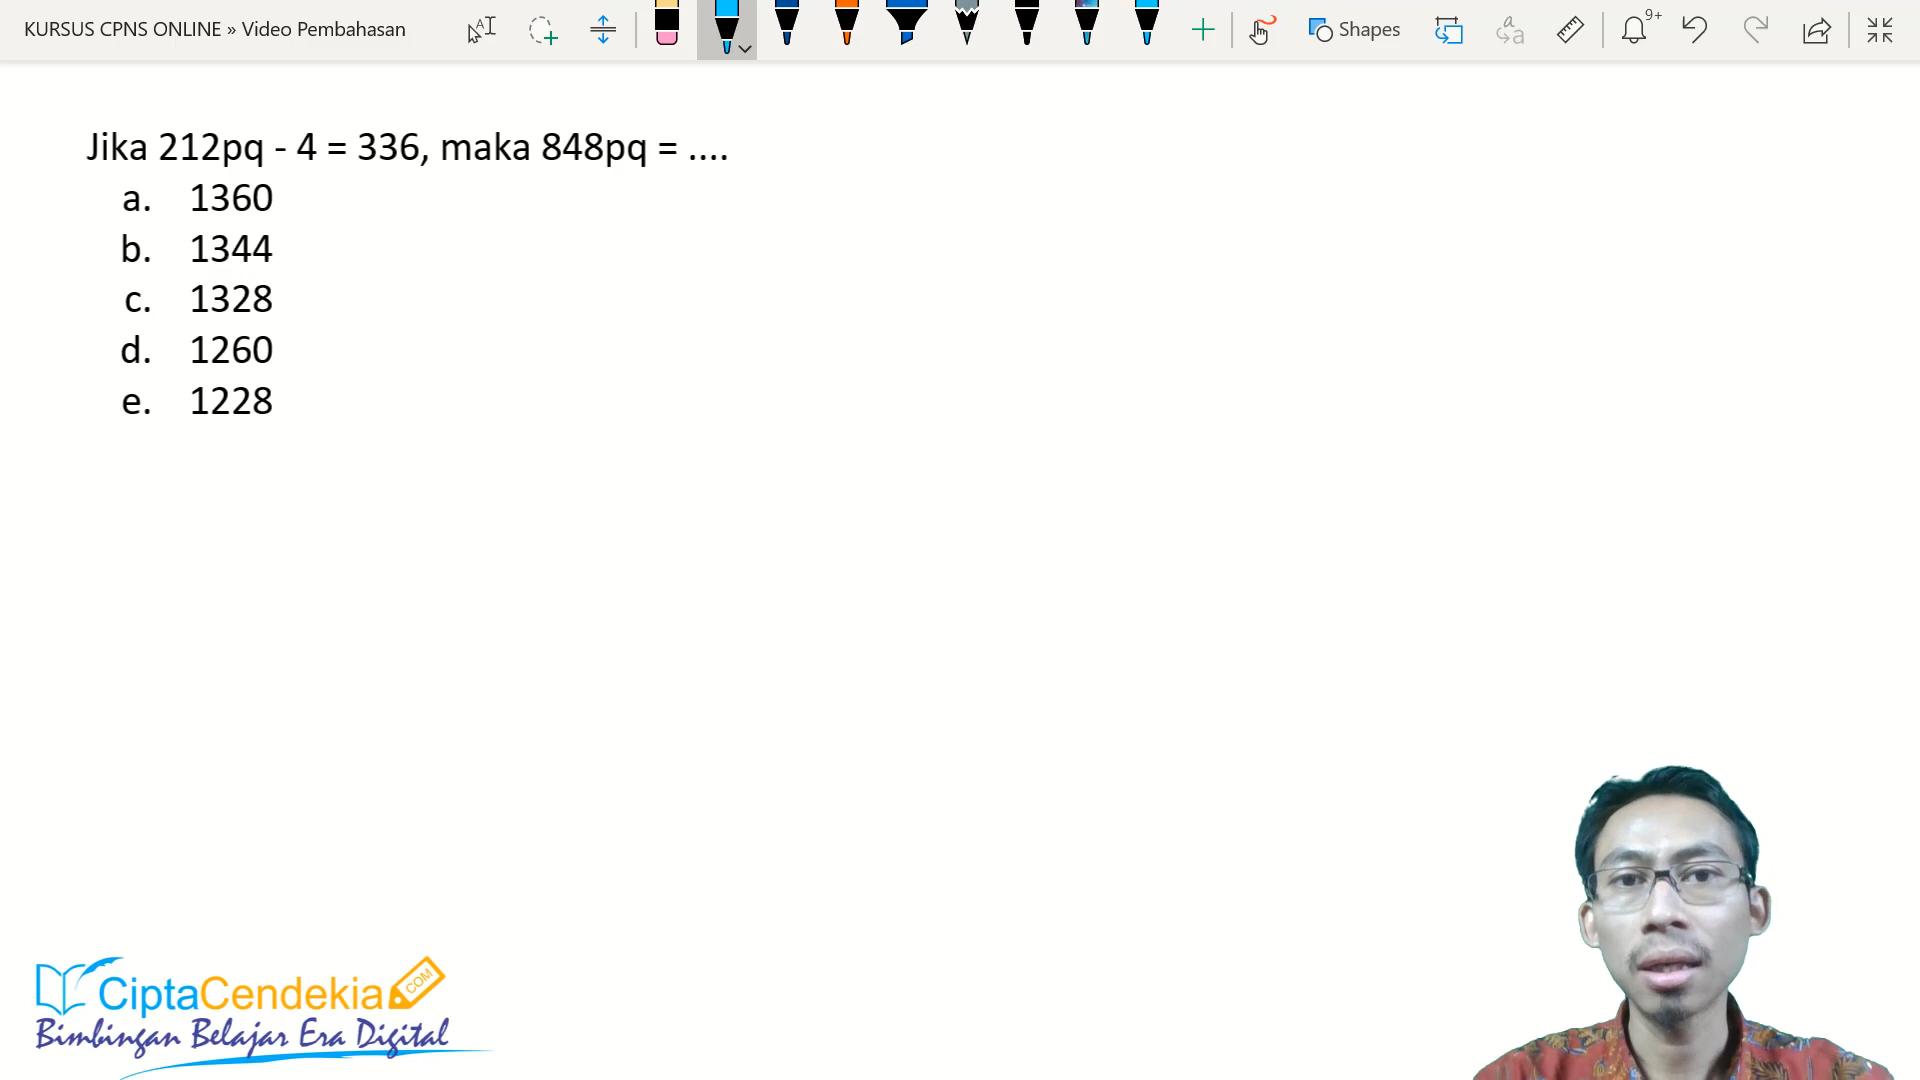 KURSUS CPNS ONLINE » Video Pembahasan
Shapes
9+
Jika 212pq - 4 = 336, maka 848pq = ....
a. 1360
b. 1344
c. 1328
d. 1260
e. 1228
CiptaCendekia COM
Bimbingan Belajar Era Digital